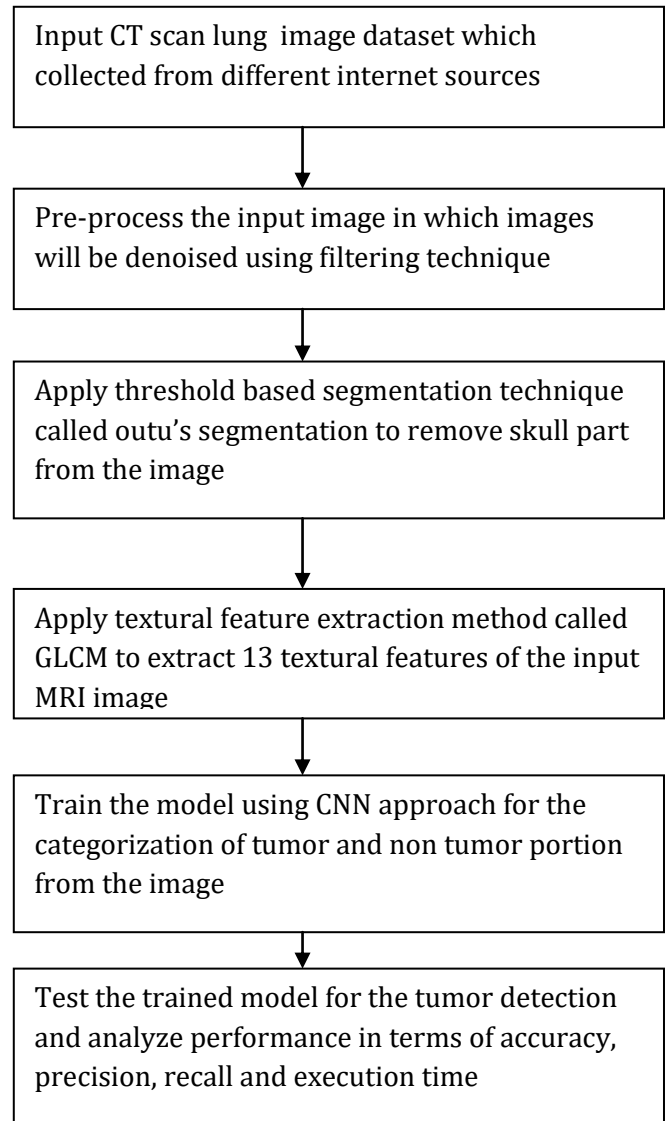 Input CT scan lung image dataset which
collected from different internet sources
Pre-process the input image in which images
will be denoised using filtering technique
Apply threshold based segmentation technique
called outu's segmentation to remove skull part
from the image
Apply textural feature extraction method called
GLCM to extract 13 textural features of the input
MRI image
Train the model using CNN approach for the
categorization of tumor and non tumor portion
from the image
Test the trained model for the tumor detection
and analyze performance in terms of accuracy,
precision, recall and execution time